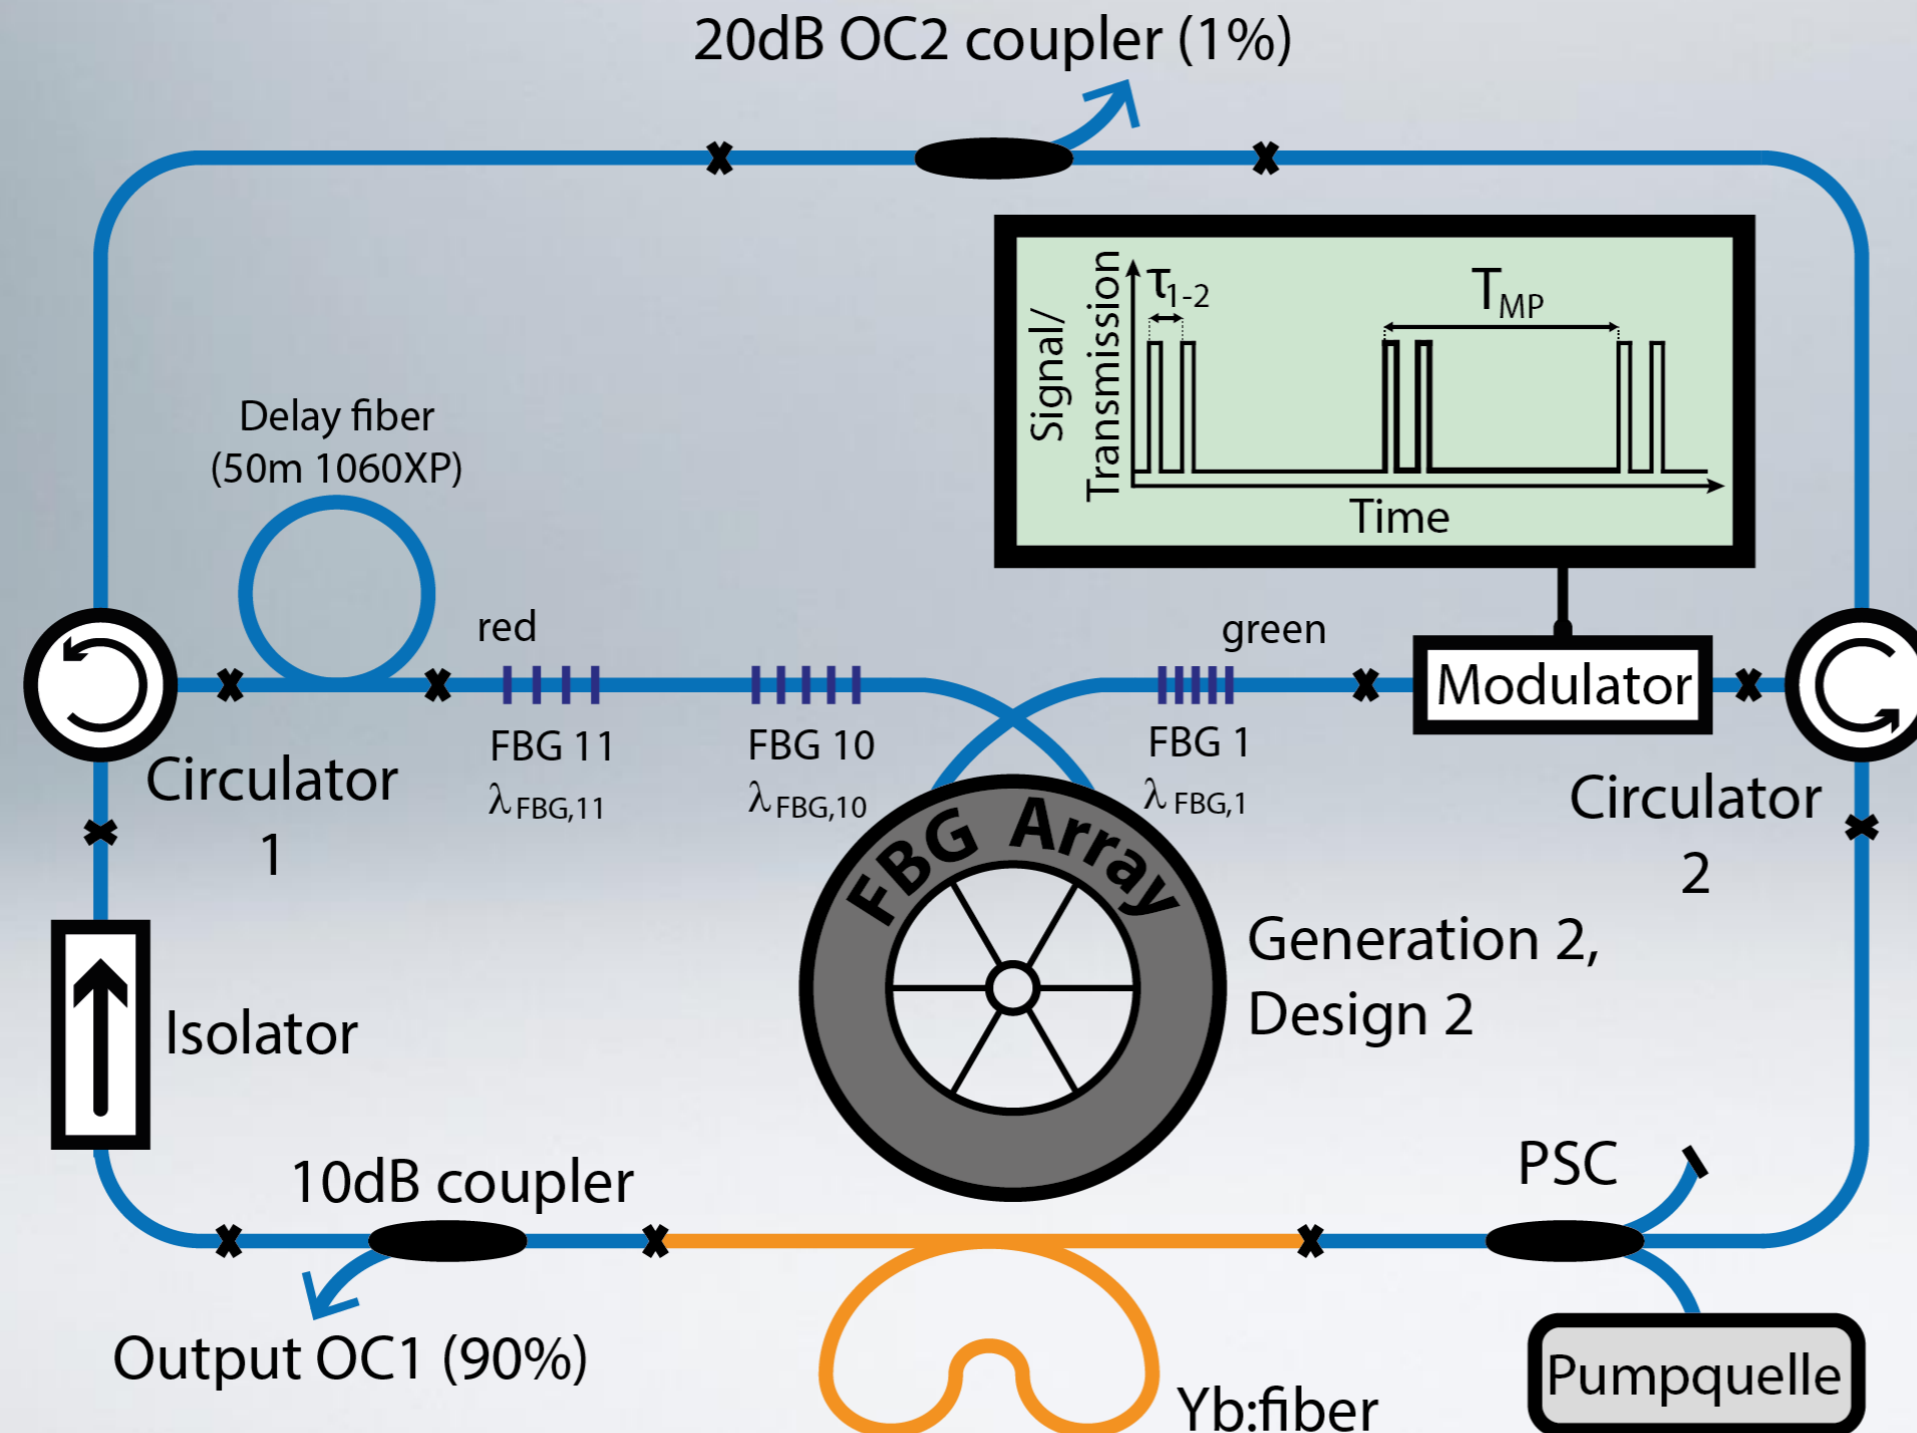 20dB OC2 coupler (1%)
Signal/
Transmission
τ1-2
TMP
Time
Delay fiber
(50m 1060XP)
red
green
Modulator
FBG 11
λFBG,11
FBG 10
λFBG,10
FBG 1
λFBG,1
Circulator
1
Circulator
2
FBG Array
Generation 2,
Design 2
Isolator
10dB coupler
PSC
Output OC1 (90%)
Yb:fiber
Pumpquelle